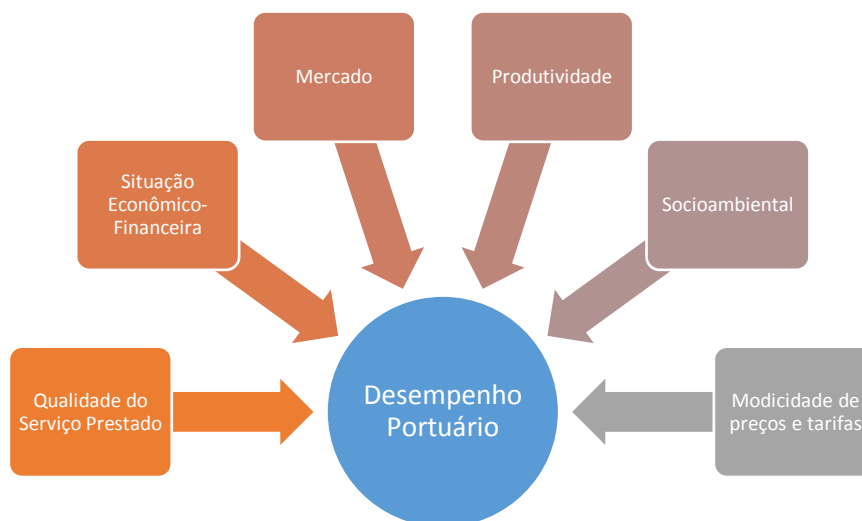 Mercado
Produtividade
Situação
Econômico-
Financeira
Socioambiental
Qualidade do
Serviço Prestado
Desempenho
Portuário
Modicidade de
preços e tarifas